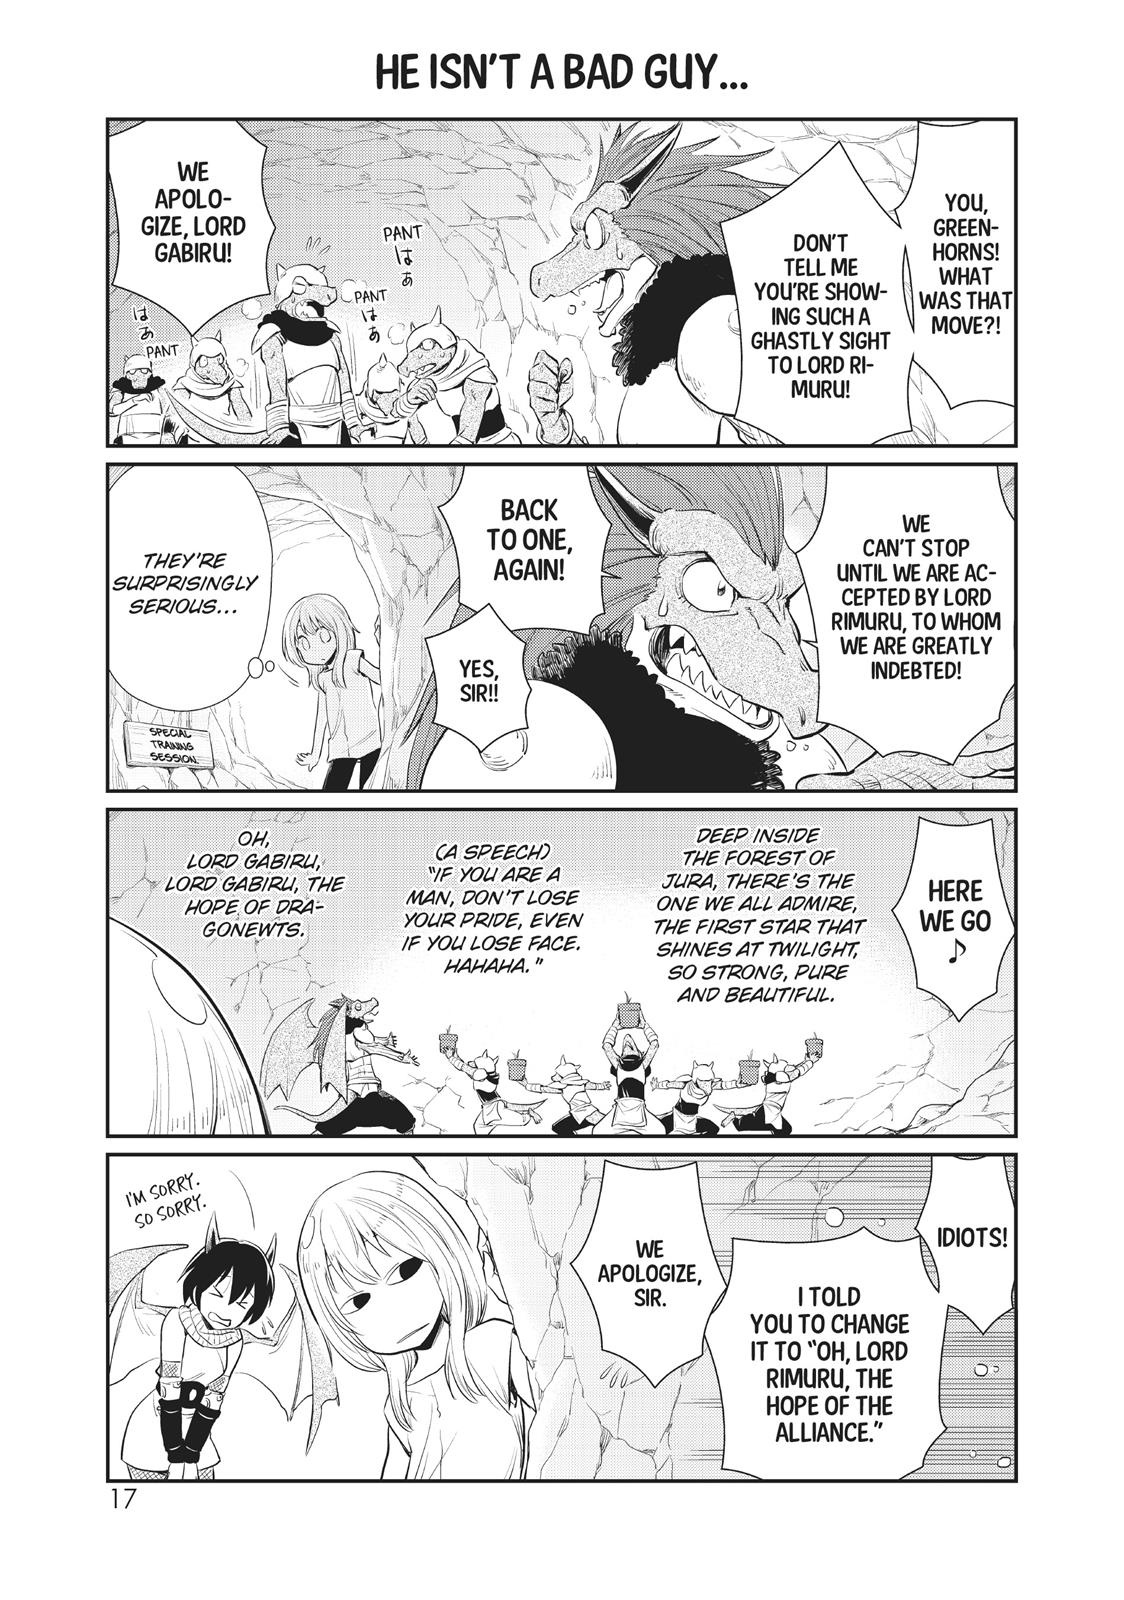 HE ISN'T A BAD GUY...
YOU,
GREEN-
HORNS!
WHAT
WAS THAT
MOVE?!
DON'T
TELL ME
YOU'RE SHOW-
ING SUCH A
GHASTLY SIGHT
TO LORD RI-
MURU!
PANT
はぁ
PANT
はぁ
はぁ
PANT
WE
APOLO-
GIZE, LORD
GABIRU!
WE
CAN'T STOP
UNTIL WE ARE AC-
CEPTED BY LORD
RIMURU, TO WHOM
WE ARE GREATLY
INDEBTED!
BACK
TO ONE,
AGAIN!
YES,
SIR!!
THEY'RE
SURPRISINGLY
SERIOUS...
SPECIAL
TRAINING
SESSION
HERE
WE GO
♪
DEEP INSIDE
THE FOREST OF
JURA, THERE'S THE
ONE WE ALL ADMIRE,
THE FIRST STAR THAT
SHINES AT TWILIGHT,
SO STRONG, PURE
AND BEAUTIFUL.
(A SPEECH)
"IF YOU ARE A
MAN, DON'T LOSE
YOUR PRIDE, EVEN
IF YOU LOSE FACE.
HAHAHA."
OH,
LORD GABIRU,
LORD GABIRU, THE
HOPE OF DRA-
GONEWTS.
IDIOTS!
I TOLD
YOU TO CHANGE
IT TO "OH, LORD
RIMURU, THE
HOPE OF THE
ALLIANCE."
WE
APOLOGIZE,
SIR.
I'M SORRY.
SO SORRY.
17